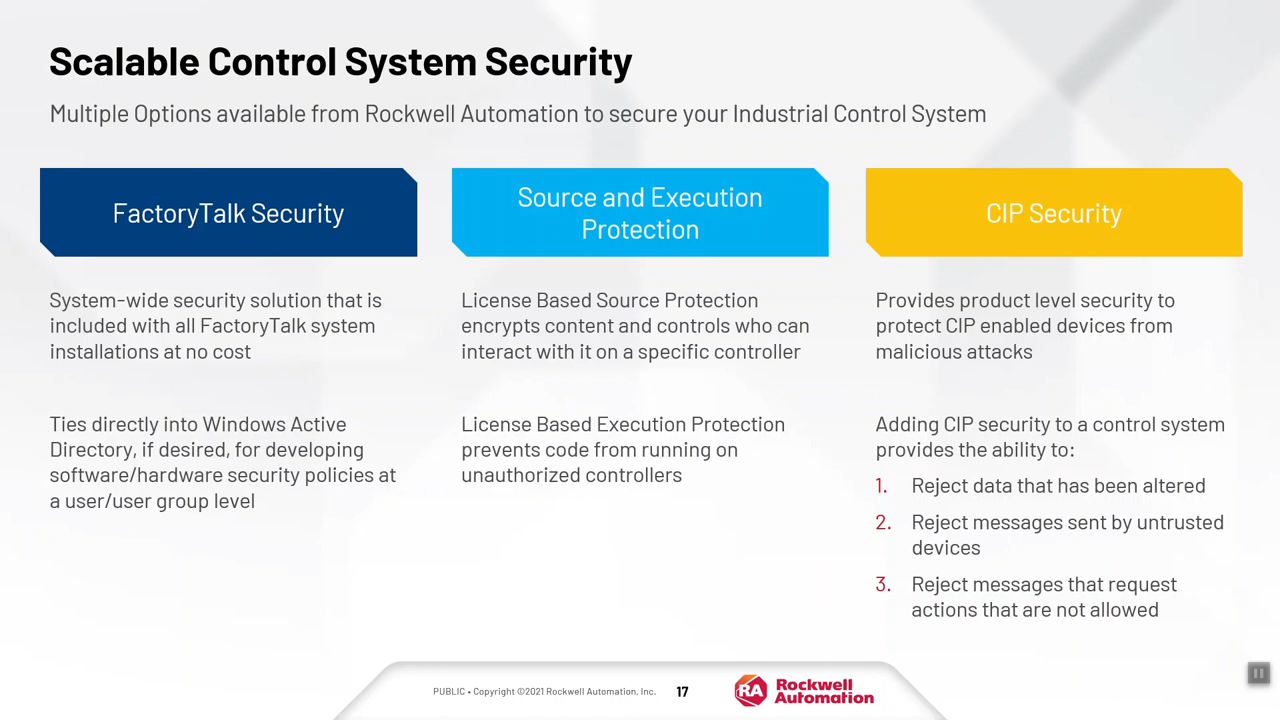 Scalable Control System Security
Multiple Options available from Rockwell Automation to secure your Industrial Control System
FactoryTalk Security
System-wide security solution that is
included with all FactoryTalk system
installations at no cost
Ties directly into Windows Active
Directory, if desired, for developing
software/hardware security policies at
a user/user group level
Source and Execution
Protection
License Based Source Protection
encrypts content and controls who can
interact with it on a specific controller
License Based Execution Protection
prevents code from running on
unauthorized controllers
CIP Security
Provides product level security to
protect CIP enabled devices from
malicious attacks
Adding CIP security to a control system
provides the ability to:
1. Reject data that has been altered
2. Reject messages sent by untrusted
devices
3. Reject messages that request
actions that are not allowed
PUBLIC • Copyright ©2021 Rockwell Automation, Inc. 17
RA Rockwell
Automation